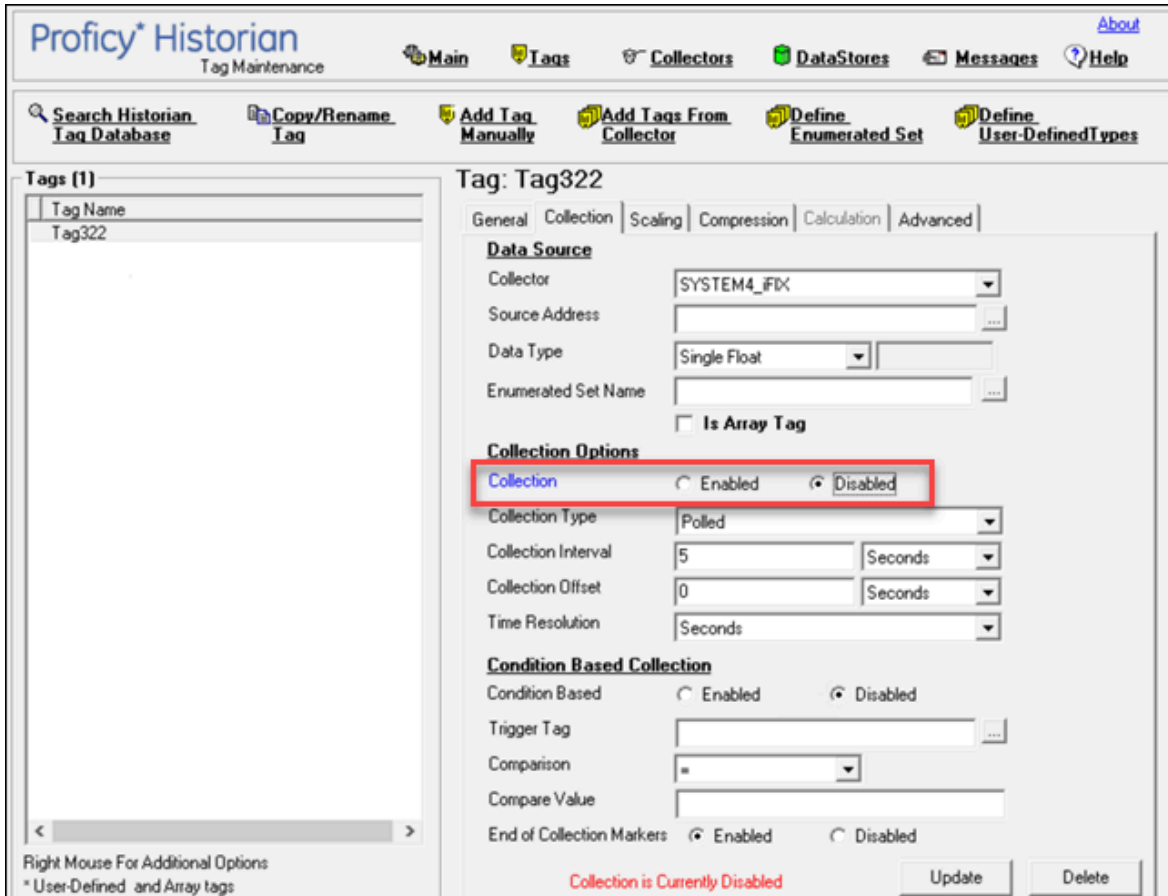 About
Proficy* Historian
Tag Maintenance
Main Tags Collectors DataStores Messages Help
Search Historian Tag Database
Copy/Rename Tag
Add Tag Manually
Add Tags From Collector
Define Enumerated Set
Define User-DefinedTypes
Tags (1)
Tag Name
Tag322
Right Mouse For Additional Options
* User-Defined and Array tags
Tag: Tag322
General Collection Scaling Compression Calculation Advanced
Data Source
Collector SYSTEM4_iFIX
Source Address ...
Data Type Single Float
Enumerated Set Name ...
Is Array Tag
Collection Options
Collection Enabled Disabled
Collection Type Polled
Collection Interval 5 Seconds
Collection Offset 0 Seconds
Time Resolution Seconds
Condition Based Collection
Condition Based Enabled Disabled
Trigger Tag ...
Comparison =
Compare Value
End of Collection Markers Enabled Disabled
Collection is Currently Disabled Update Delete